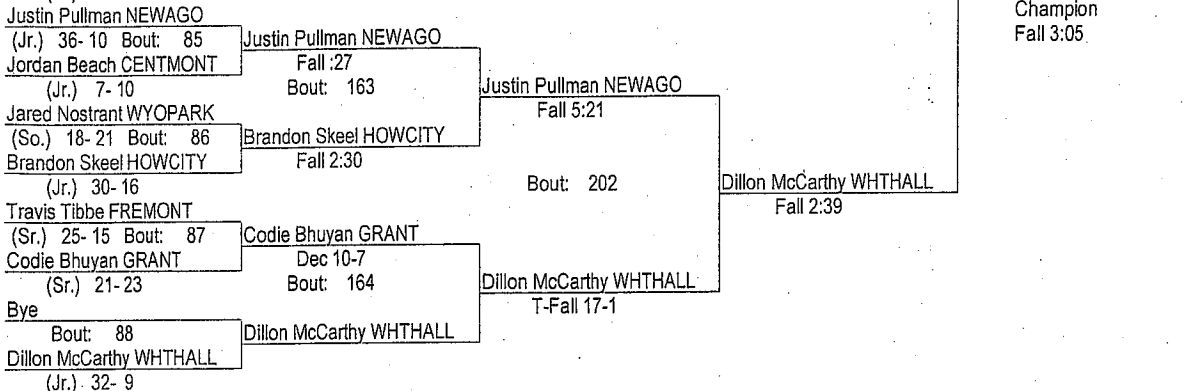 Justin Pullman NEWAGO
(Jr.) 36- 10 Bout: 85
Jordan Beach CENTMONT
(Jr.) 7- 10
Jared Nostrant WYOPARK
(So.) 18- 21 Bout: 86
Brandon Skeel HOWCITY
(Jr.) 30- 16
Travis Tibbe FREMONT
(Sr.) 25- 15 Bout: 87
Codie Bhuyan GRANT
(Sr.) 21- 23
Bye
Bout: 88
Dillon McCarthy WHTHALL
(Jr.) 32- 9
Justin Pullman NEWAGO
Fall :27
Bout: 163
Brandon Skeel HOWCITY
Fall 2:30
Codie Bhuyan GRANT
Dec 10-7
Bout: 164
Dillon McCarthy WHTHALL
Justin Pullman NEWAGO
Fall 5:21
Bout: 202
Dillon McCarthy WHTHALL
T-Fall 17-1
Dillon McCarthy WHTHALL
Fall 2:39
Champion
Fall 3:05